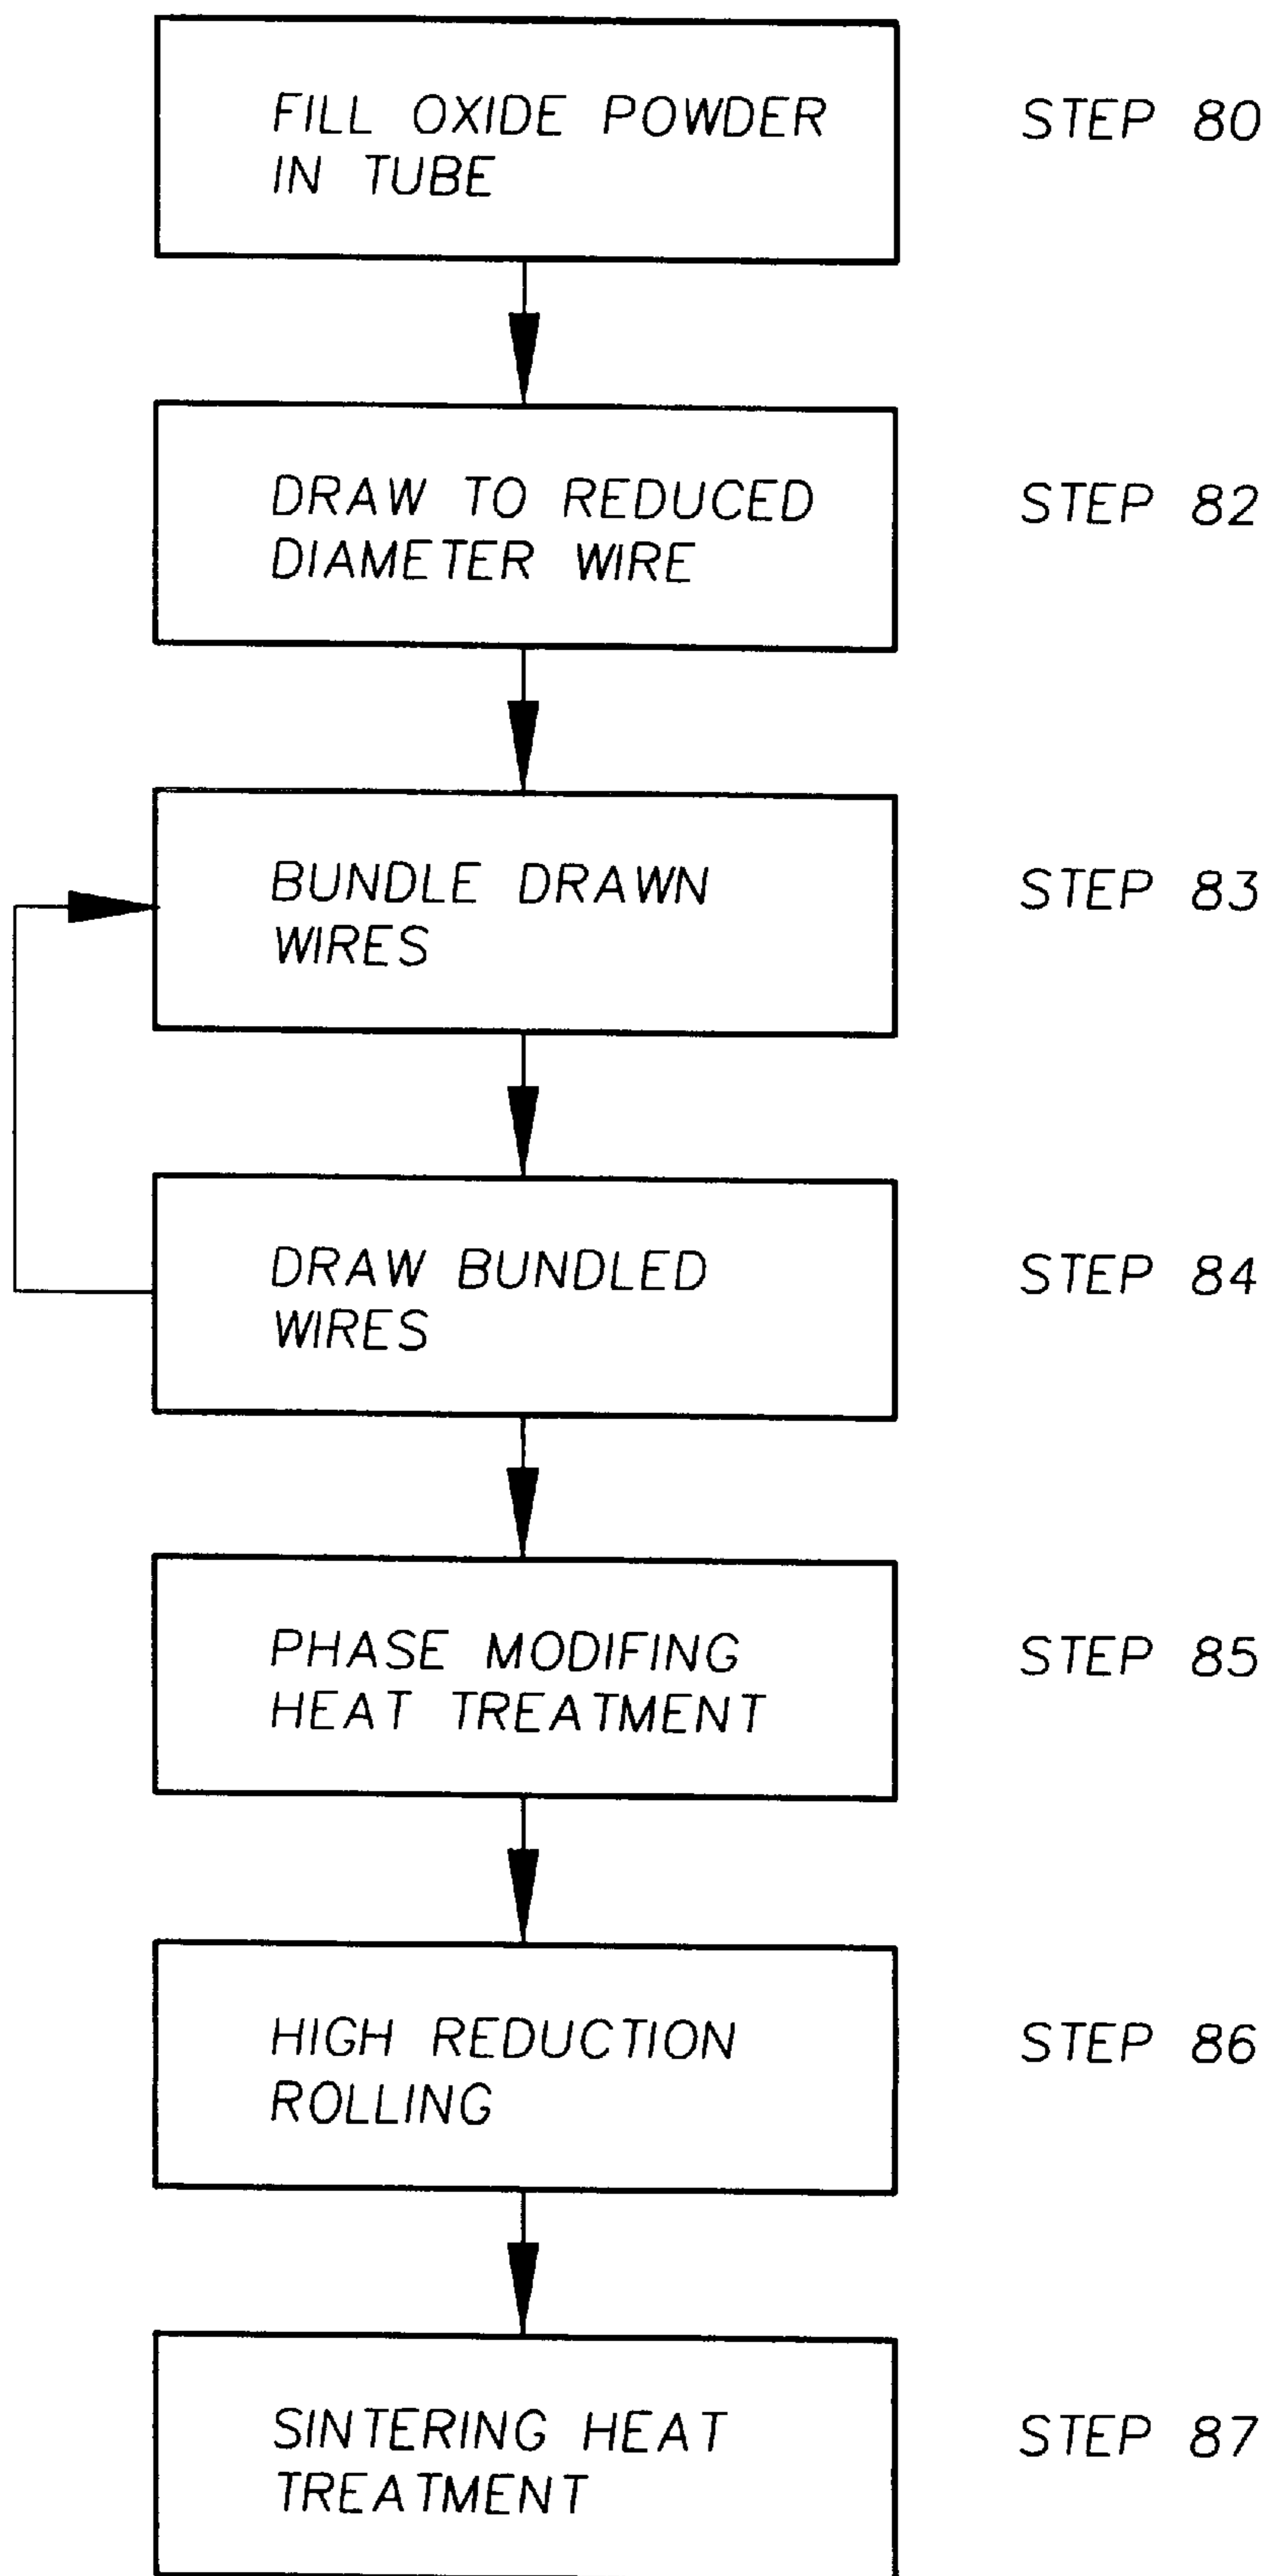 FILL OXIDE POWDER
IN TUBE
STEP 80
DRAW TO REDUCED
DIAMETER WIRE
STEP 82
BUNDLE DRAWN
WIRES
STEP 83
DRAW BUNDLED
WIRES
STEP 84
PHASE MODIFING
HEAT TREATMENT
STEP 85
HIGH REDUCTION
ROLLING
STEP 86
SINTERING HEAT
TREATMENT
STEP 87